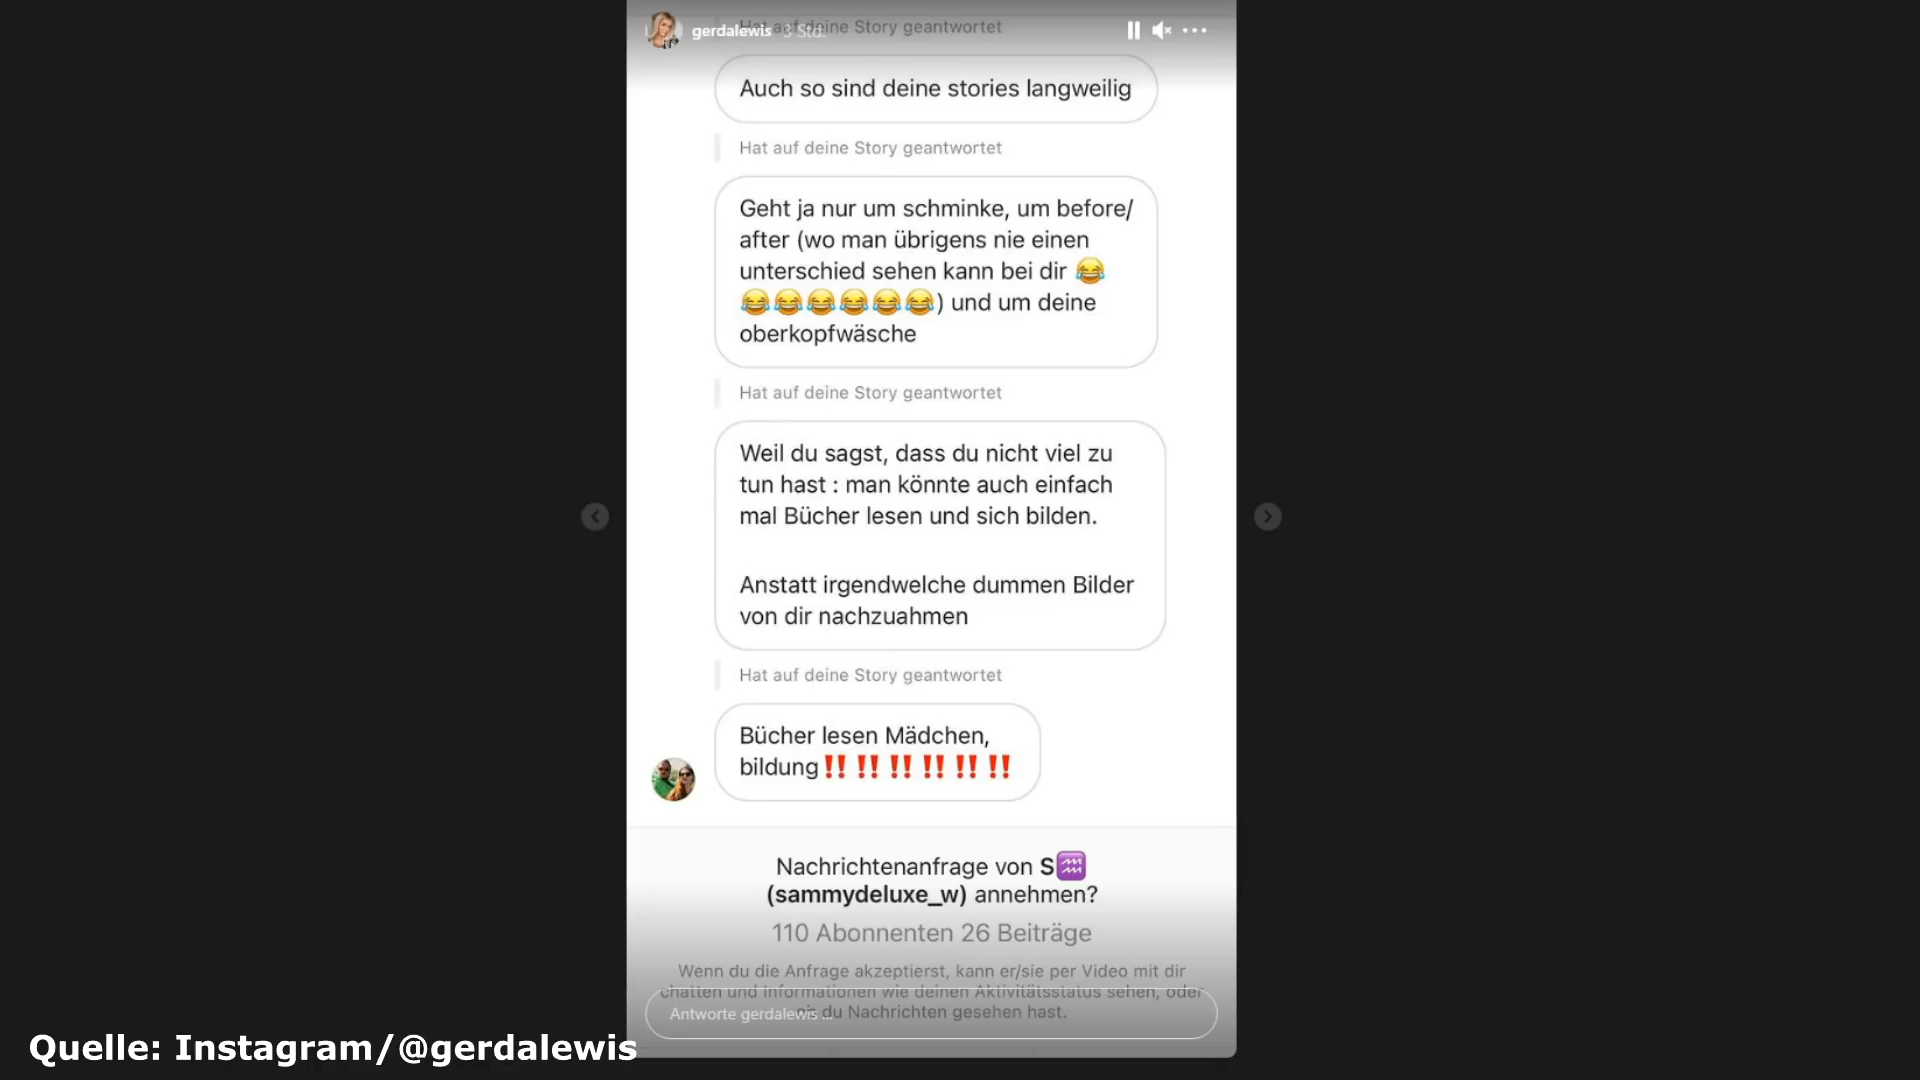 Hat auf deine Story geantwortet
gerdalewis 3 Std.
Auch so sind deine stories langweilig
Hat auf deine Story geantwortet
Geht ja nur um schminke, um before/
after (wo man übrigens nie einen
unterschied sehen kann bei dir 😂
😂😂😂😂😂😂) und um deine
oberkopfwäsche
Hat auf deine Story geantwortet
Weil du sagst, dass du nicht viel zu
tun hast : man könnte auch einfach
mal Bücher lesen und sich bilden.
Anstatt irgendwelche dummen Bilder
von dir nachzuahmen
Hat auf deine Story geantwortet
Bücher lesen Mädchen,
bildung‼️‼️‼️‼️‼️‼️
Nachrichtenanfrage von S♒
(sammydeluxe_w) annehmen?
110 Abonnenten 26 Beiträge
Wenn du die Anfrage akzeptierst, kann er/sie per Video mit dir
chatten und Informationen wie deinen Aktivitätsstatus sehen, oder
du Nachrichten gesehen hast.
Antworte gerdalewis ...
Quelle: Instagram/@gerdalewis